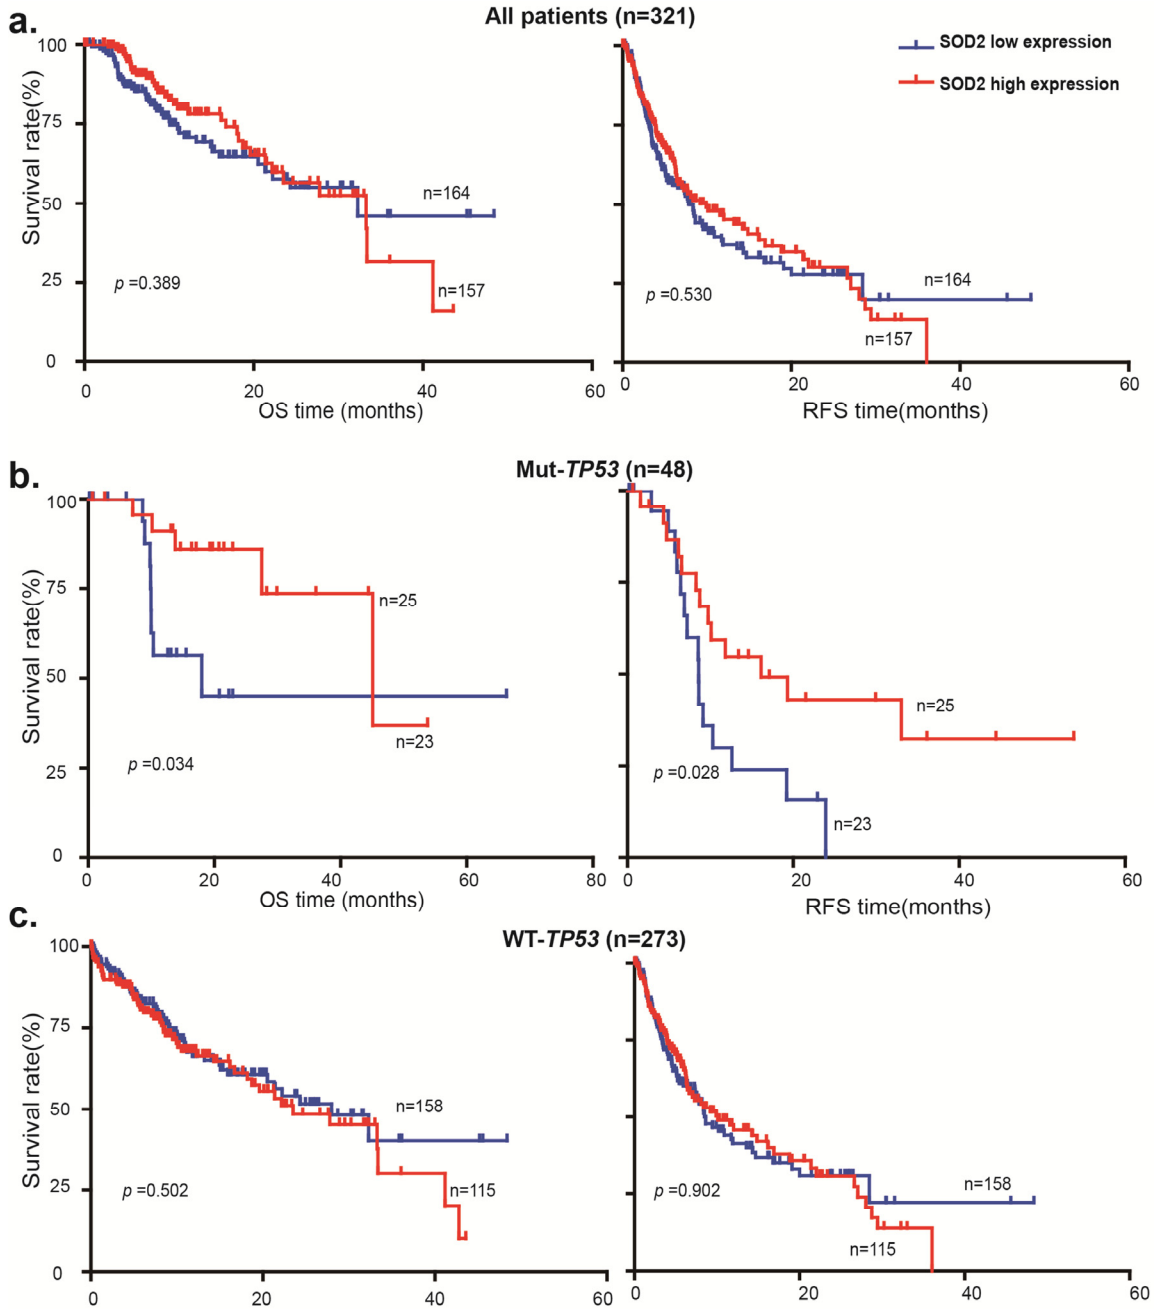 a.
All patients (n=321)
SOD2 low expression
SOD2 high expression
Survival rate(%)
100
75
50
25
0
n=164
n=157
p =0.389
0 20 40 60
OS time (months)
n=164
n=157
p =0.530
0 20 40 60
RFS time(months)
b.
Mut-TP53 (n=48)
Survival rate(%)
100
75
50
25
0
n=25
n=23
p =0.034
0 20 40 60 80
OS time (months)
n=25
n=23
p =0.028
0 20 40 60
RFS time(months)
c.
WT-TP53 (n=273)
Survival rate(%)
100
75
50
25
0
n=158
n=115
p =0.502
0 20 40 60
n=158
n=115
p =0.902
0 20 40 60